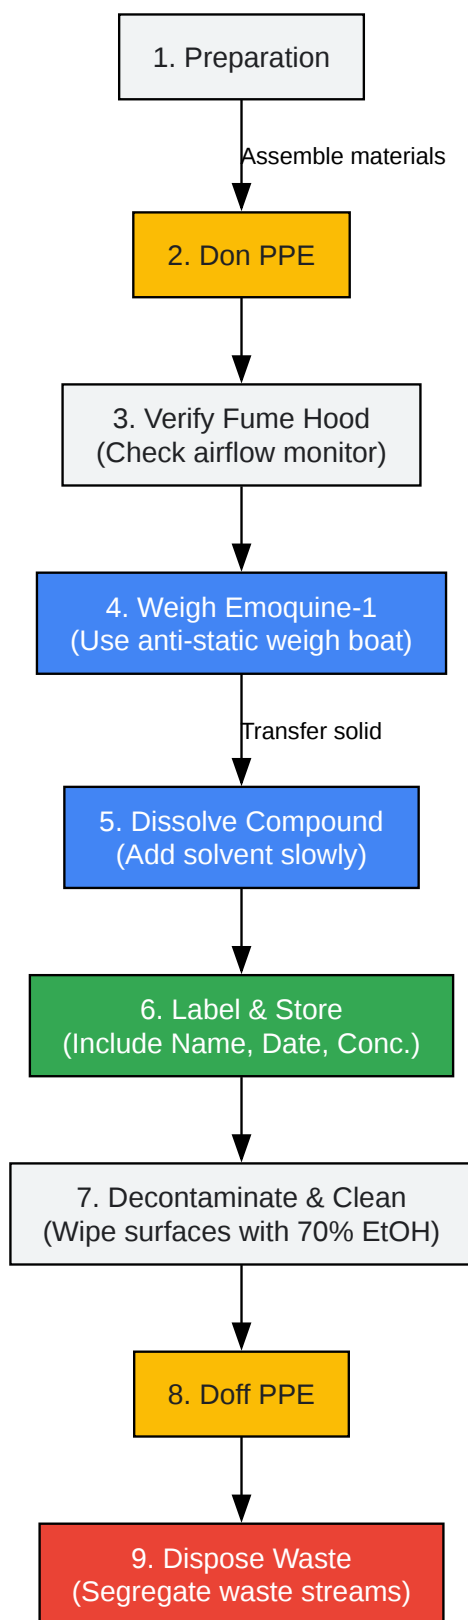 1. Preparation
Assemble materials
2. Don PPE
3. Verify Fume Hood
(Check airflow monitor)
4. Weigh Emoquine-1
(Use anti-static weigh boat)
Transfer solid
5. Dissolve Compound
(Add solvent slowly)
6. Label & Store
(Include Name, Date, Conc.)
7. Decontaminate & Clean
(Wipe surfaces with 70% EtOH)
8. Doff PPE
9. Dispose Waste
(Segregate waste streams)